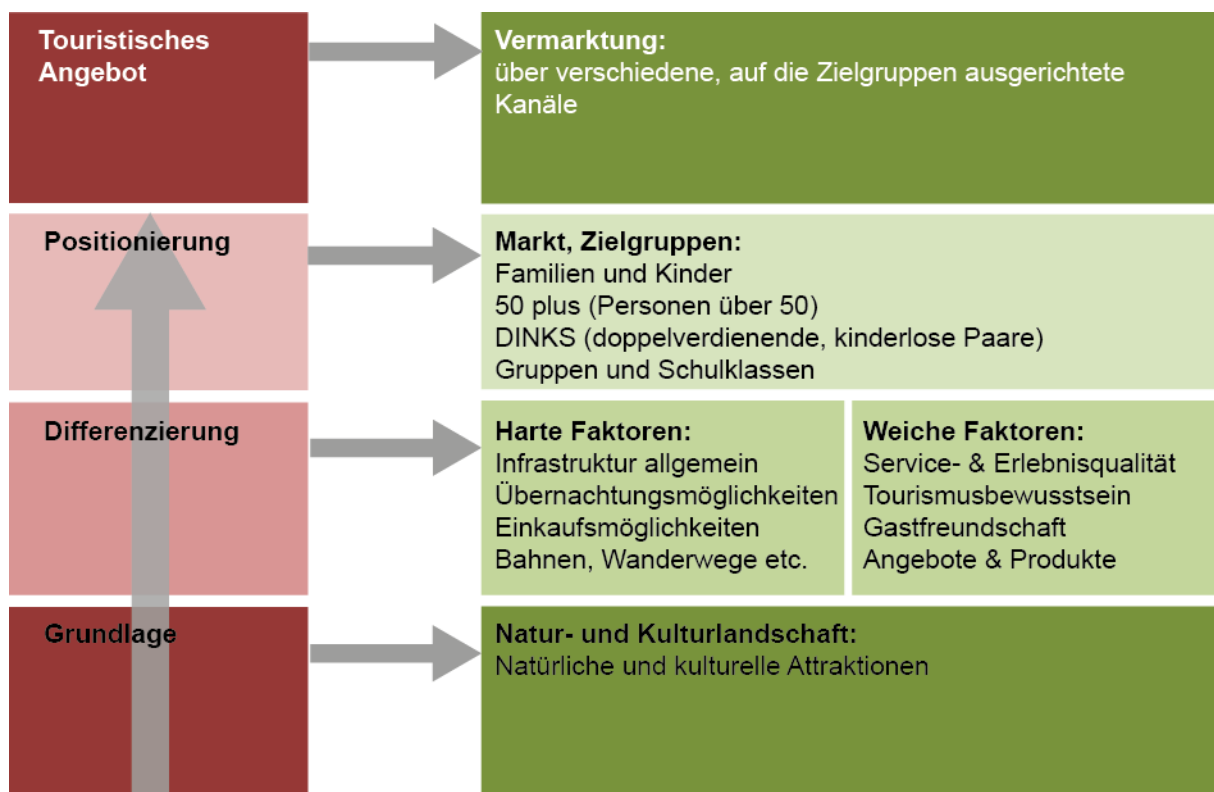 Touristisches
Angebot
Vermarktung:
über verschiedene, auf die Zielgruppen ausgerichtete
Kanäle
Positionierung
Markt, Zielgruppen:
Familien und Kinder
50 plus (Personen über 50)
DINKS (doppelverdienende, kinderlose Paare)
Gruppen und Schulklassen
Differenzierung
Harte Faktoren:
Infrastruktur allgemein
Übernachtungsmöglichkeiten
Einkaufsmöglichkeiten
Bahnen, Wanderwege etc.
Weiche Faktoren:
Service- & Erlebnisqualität
Tourismusbewusstsein
Gastfreundschaft
Angebote & Produkte
Grundlage
Natur- und Kulturlandschaft:
Natürliche und kulturelle Attraktionen